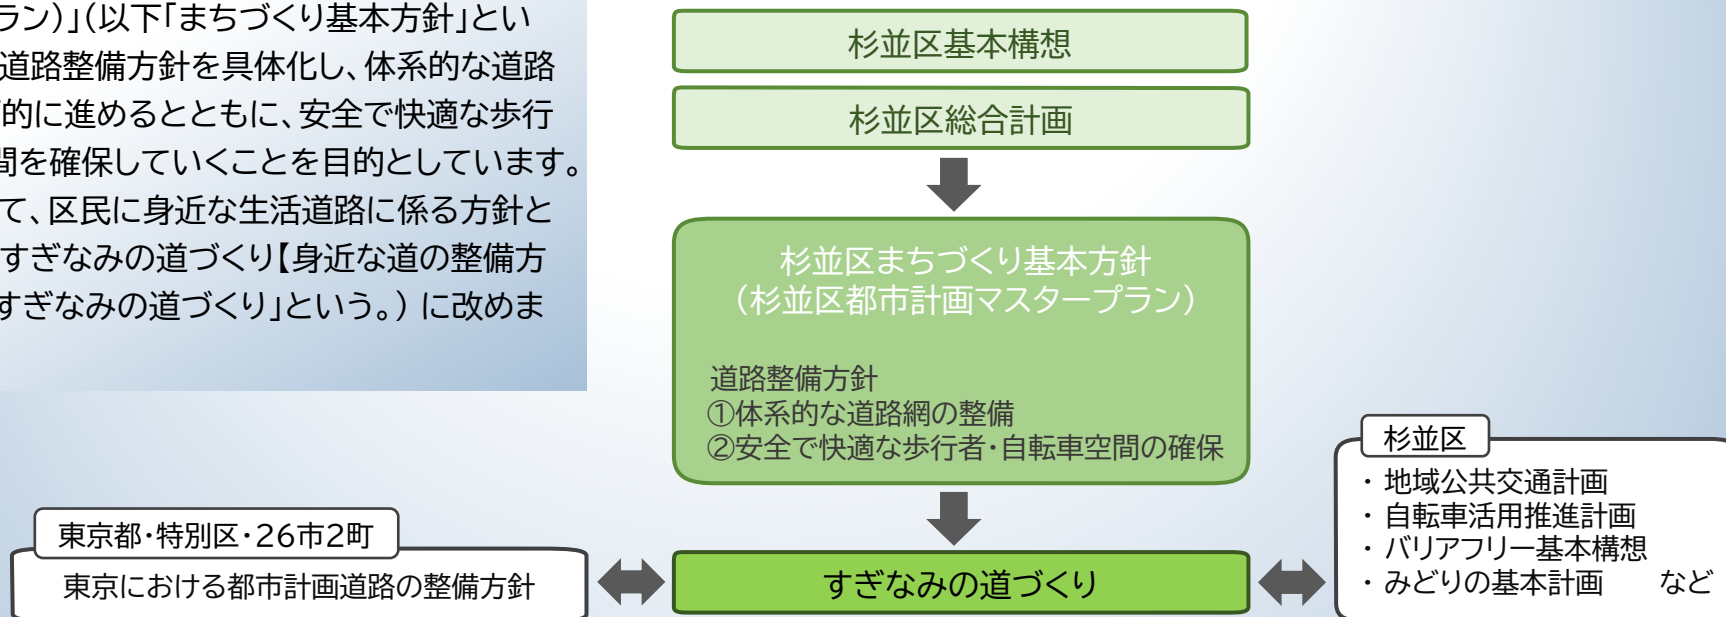 ラン)」(以下「まちづくり基本方針」とい
道路整備方針を具体化し、体系的な道路
的に進めるとともに、安全で快適な歩行
間を確保していくことを目的としています。
て、区民に身近な生活道路に係る方針と
すぎなみの道づくり【身近な道の整備方
すぎなみの道づくり」という。) に改めま
杉並区基本構想
杉並区総合計画
杉並区まちづくり基本方針
(杉並区都市計画マスタープラン)
道路整備方針
①体系的な道路網の整備
②安全で快適な歩行者・自転車空間の確保
東京都・特別区・26市2町
東京における都市計画道路の整備方針
すぎなみの道づくり
杉並区
・ 地域公共交通計画
・ 自転車活用推進計画
・ バリアフリー基本構想
・ みどりの基本計画 など